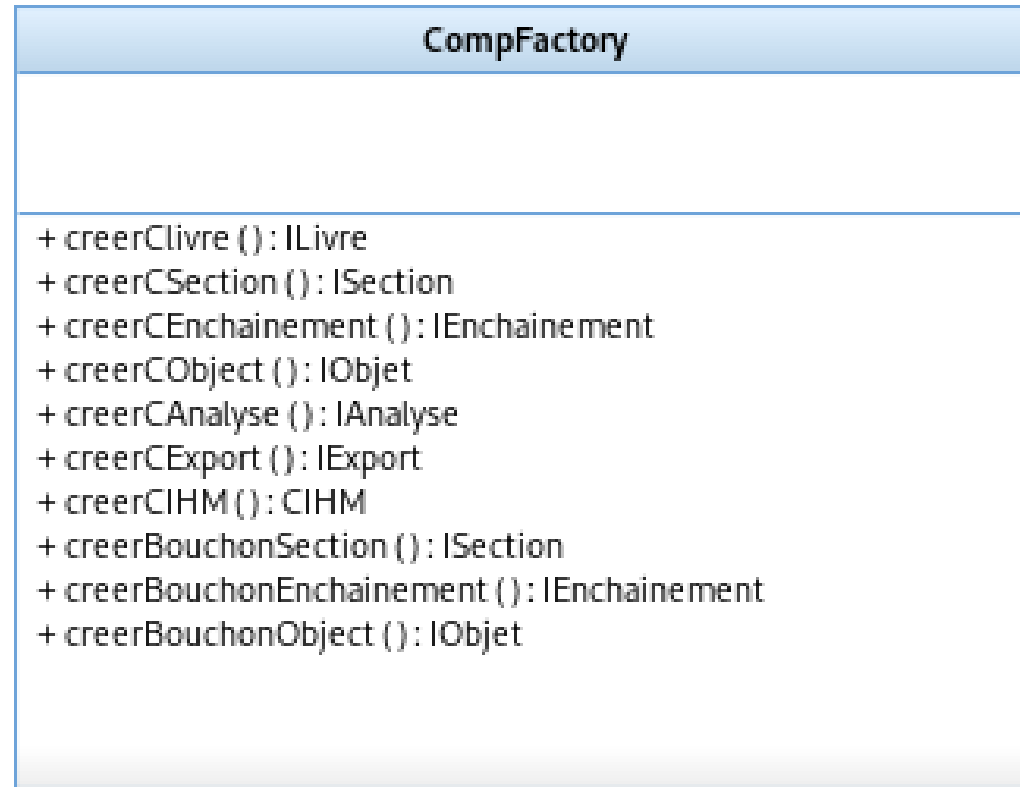 CompFactory
+ creerClivre () : ILivre
+ creerCSection () : ISection
+ creerCEnchainement () : IEnchainement
+ creerCObject () : IObjet
+ creerCAnalyse () : IAnalyse
+ creerCExport () : IExport
+ creerCIHM () : CIHM
+ creerBouchonSection () : ISection
+ creerBouchonEnchainement () : IEnchainement
+ creerBouchonObject () : IObjet